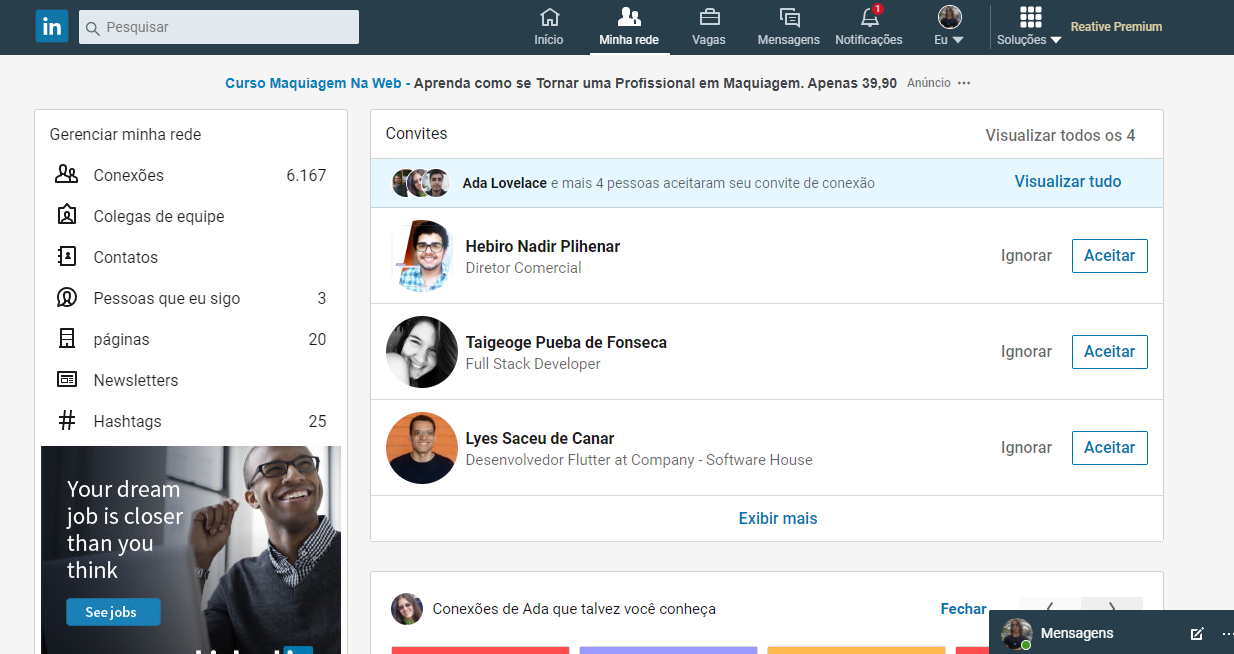 in
Pesquisar
Início
Minha rede
Vagas
Mensagens
1
Notificações
Eu
Soluções
Reative Premium
Curso Maquiagem Na Web - Aprenda como se Tornar uma Profissional em Maquiagem. Apenas 39,90 Anúncio ...
Gerenciar minha rede
Conexões 6.167
Colegas de equipe
Contatos
Pessoas que eu sigo 3
páginas 20
Newsletters
Hashtags 25
Your dream
job is closer
than you
think
See jobs
Convites Visualizar todos os 4
Ada Lovelace e mais 4 pessoas aceitaram seu convite de conexão Visualizar tudo
Hebiro Nadir Plihenar
Diretor Comercial
Ignorar Aceitar
Taigeoge Pueba de Fonseca
Full Stack Developer
Ignorar Aceitar
Lyes Saceu de Canar
Desenvolvedor Flutter at Company - Software House
Ignorar Aceitar
Exibir mais
Conexões de Ada que talvez você conheça Fechar
Mensagens